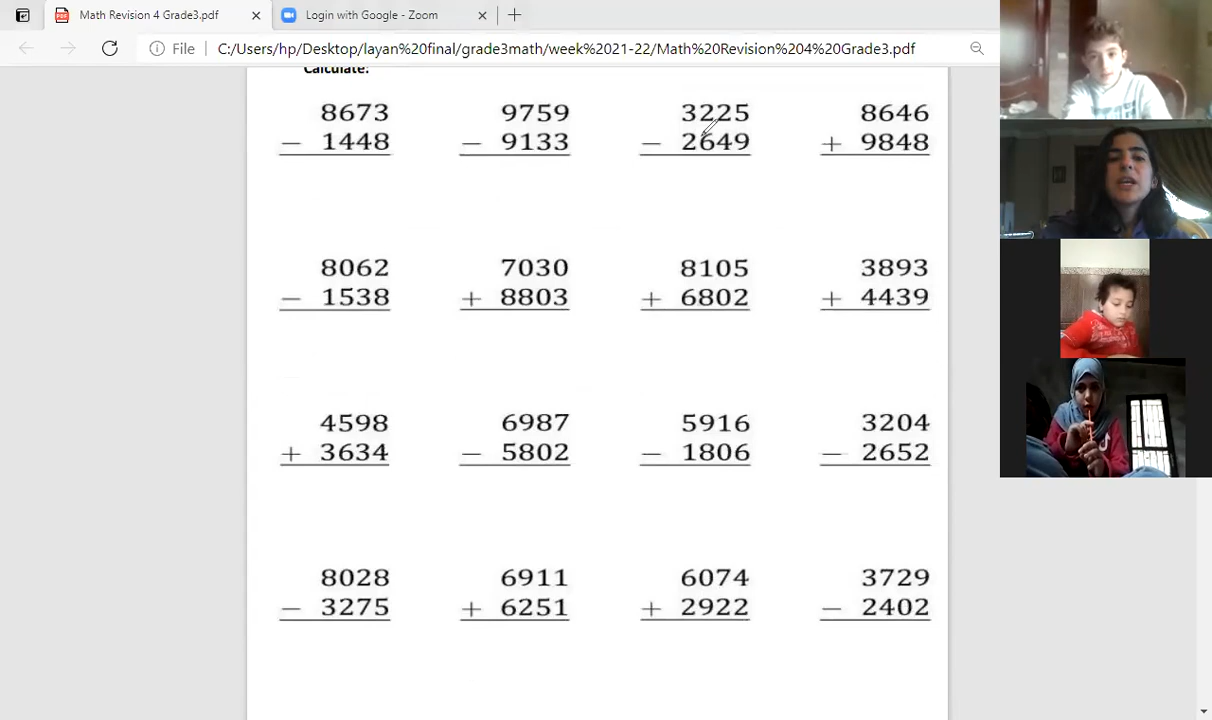 Math Revision 4 Grade3.pdf
Login with Google - Zoom
File C:/Users/hp/Desktop/layan%20final/grade3math/week%2021-22/Math%20Revision%204%20Grade3.pdf
Calculate:
8673 9759 3225 8646
− 1448 − 9133 − 2649 + 9848
8062 7030 8105 3893
− 1538 + 8803 + 6802 + 4439
4598 6987 5916 3204
+ 3634 − 5802 − 1806 − 2652
8028 6911 6074 3729
− 3275 + 6251 + 2922 − 2402